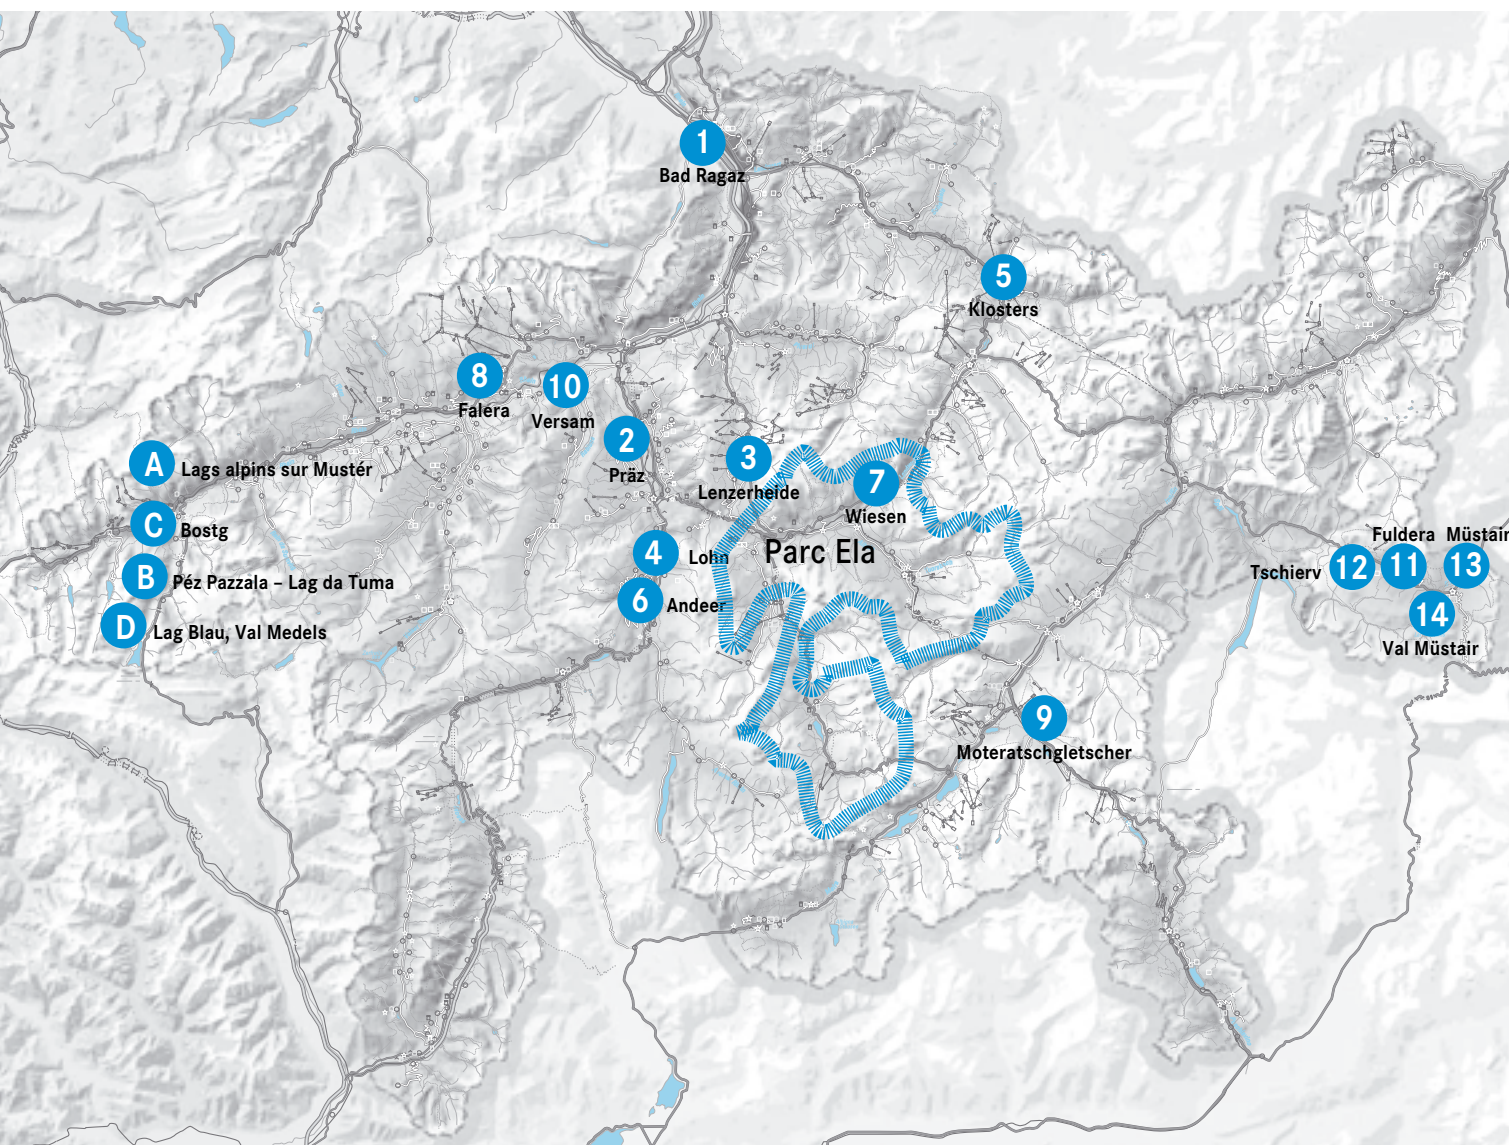 1
Bad Ragaz
5
Klosters
8
Falera
10
Versam
2
Präz
3
Lenzerheide
7
Wiesen
A Lags alpins sur Mustér
C Bostg
B Péz Pazzala – Lag da Tuma
D Lag Blau, Val Medels
4 Lohn
6 Andeer
Parc Ela
Fuldera Müstair
Tschierv 12 11 13
14
Val Müstair
9
Moteratschgletscher